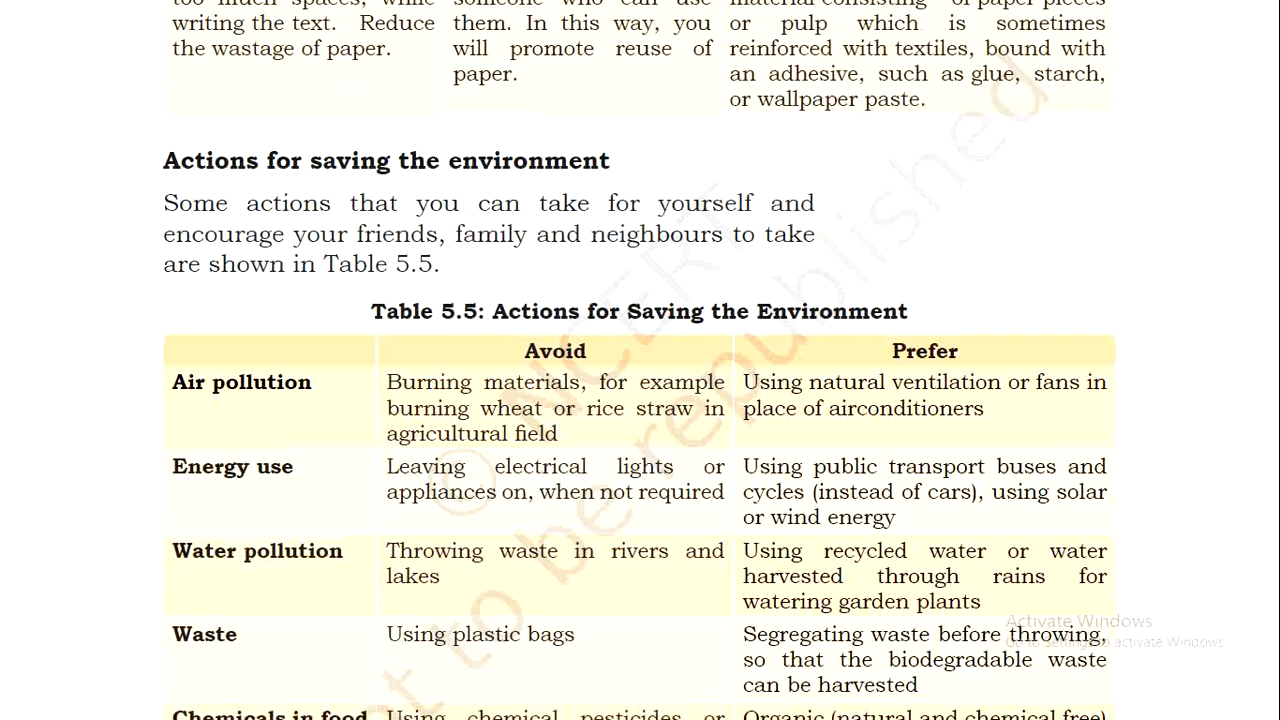 too much spaces, while
writing the text. Reduce
the wastage of paper.
someone who can use
them. In this way, you
will promote reuse of
paper.
material consisting of paper pieces
or pulp which is sometimes
reinforced with textiles, bound with
an adhesive, such as glue, starch,
or wallpaper paste.
Actions for saving the environment
Some actions that you can take for yourself and
encourage your friends, family and neighbours to take
are shown in Table 5.5.
Table 5.5: Actions for Saving the Environment
Avoid Prefer
Air pollution
Burning materials, for example
burning wheat or rice straw in
agricultural field
Using natural ventilation or fans in
place of airconditioners
Energy use
Leaving electrical lights or
appliances on, when not required
Using public transport buses and
cycles (instead of cars), using solar
or wind energy
Water pollution
Throwing waste in rivers and
lakes
Using recycled water or water
harvested through rains for
watering garden plants
Waste
Using plastic bags
Segregating waste before throwing,
so that the biodegradable waste
can be harvested
Chemicals in food
Using chemical pesticides or
Organic (natural and chemical free)
© NCERT
not to be republished
Activate Windows
Go to settings to activate Windows